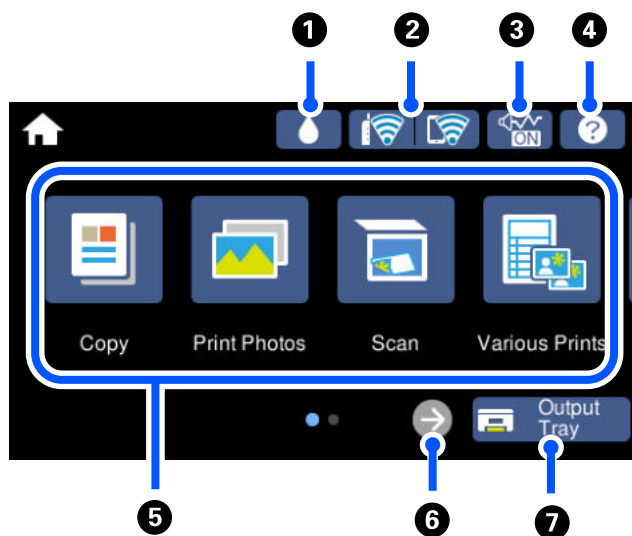 1 2 3 4
ON ?
Copy Print Photos Scan Various Prints
Output
Tray
5 6 7